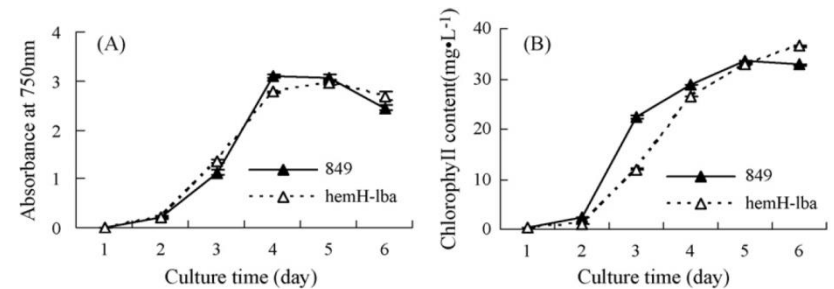 (A)
Absorbance at 750nm
4
3
2
1
0
849
hemH-lba
1 2 3 4 5 6
Culture time (day)
(B)
Chlorophyll content(mg•L⁻¹)
40
30
20
10
0
849
hemH-lba
1 2 3 4 5 6
Culture time (day)